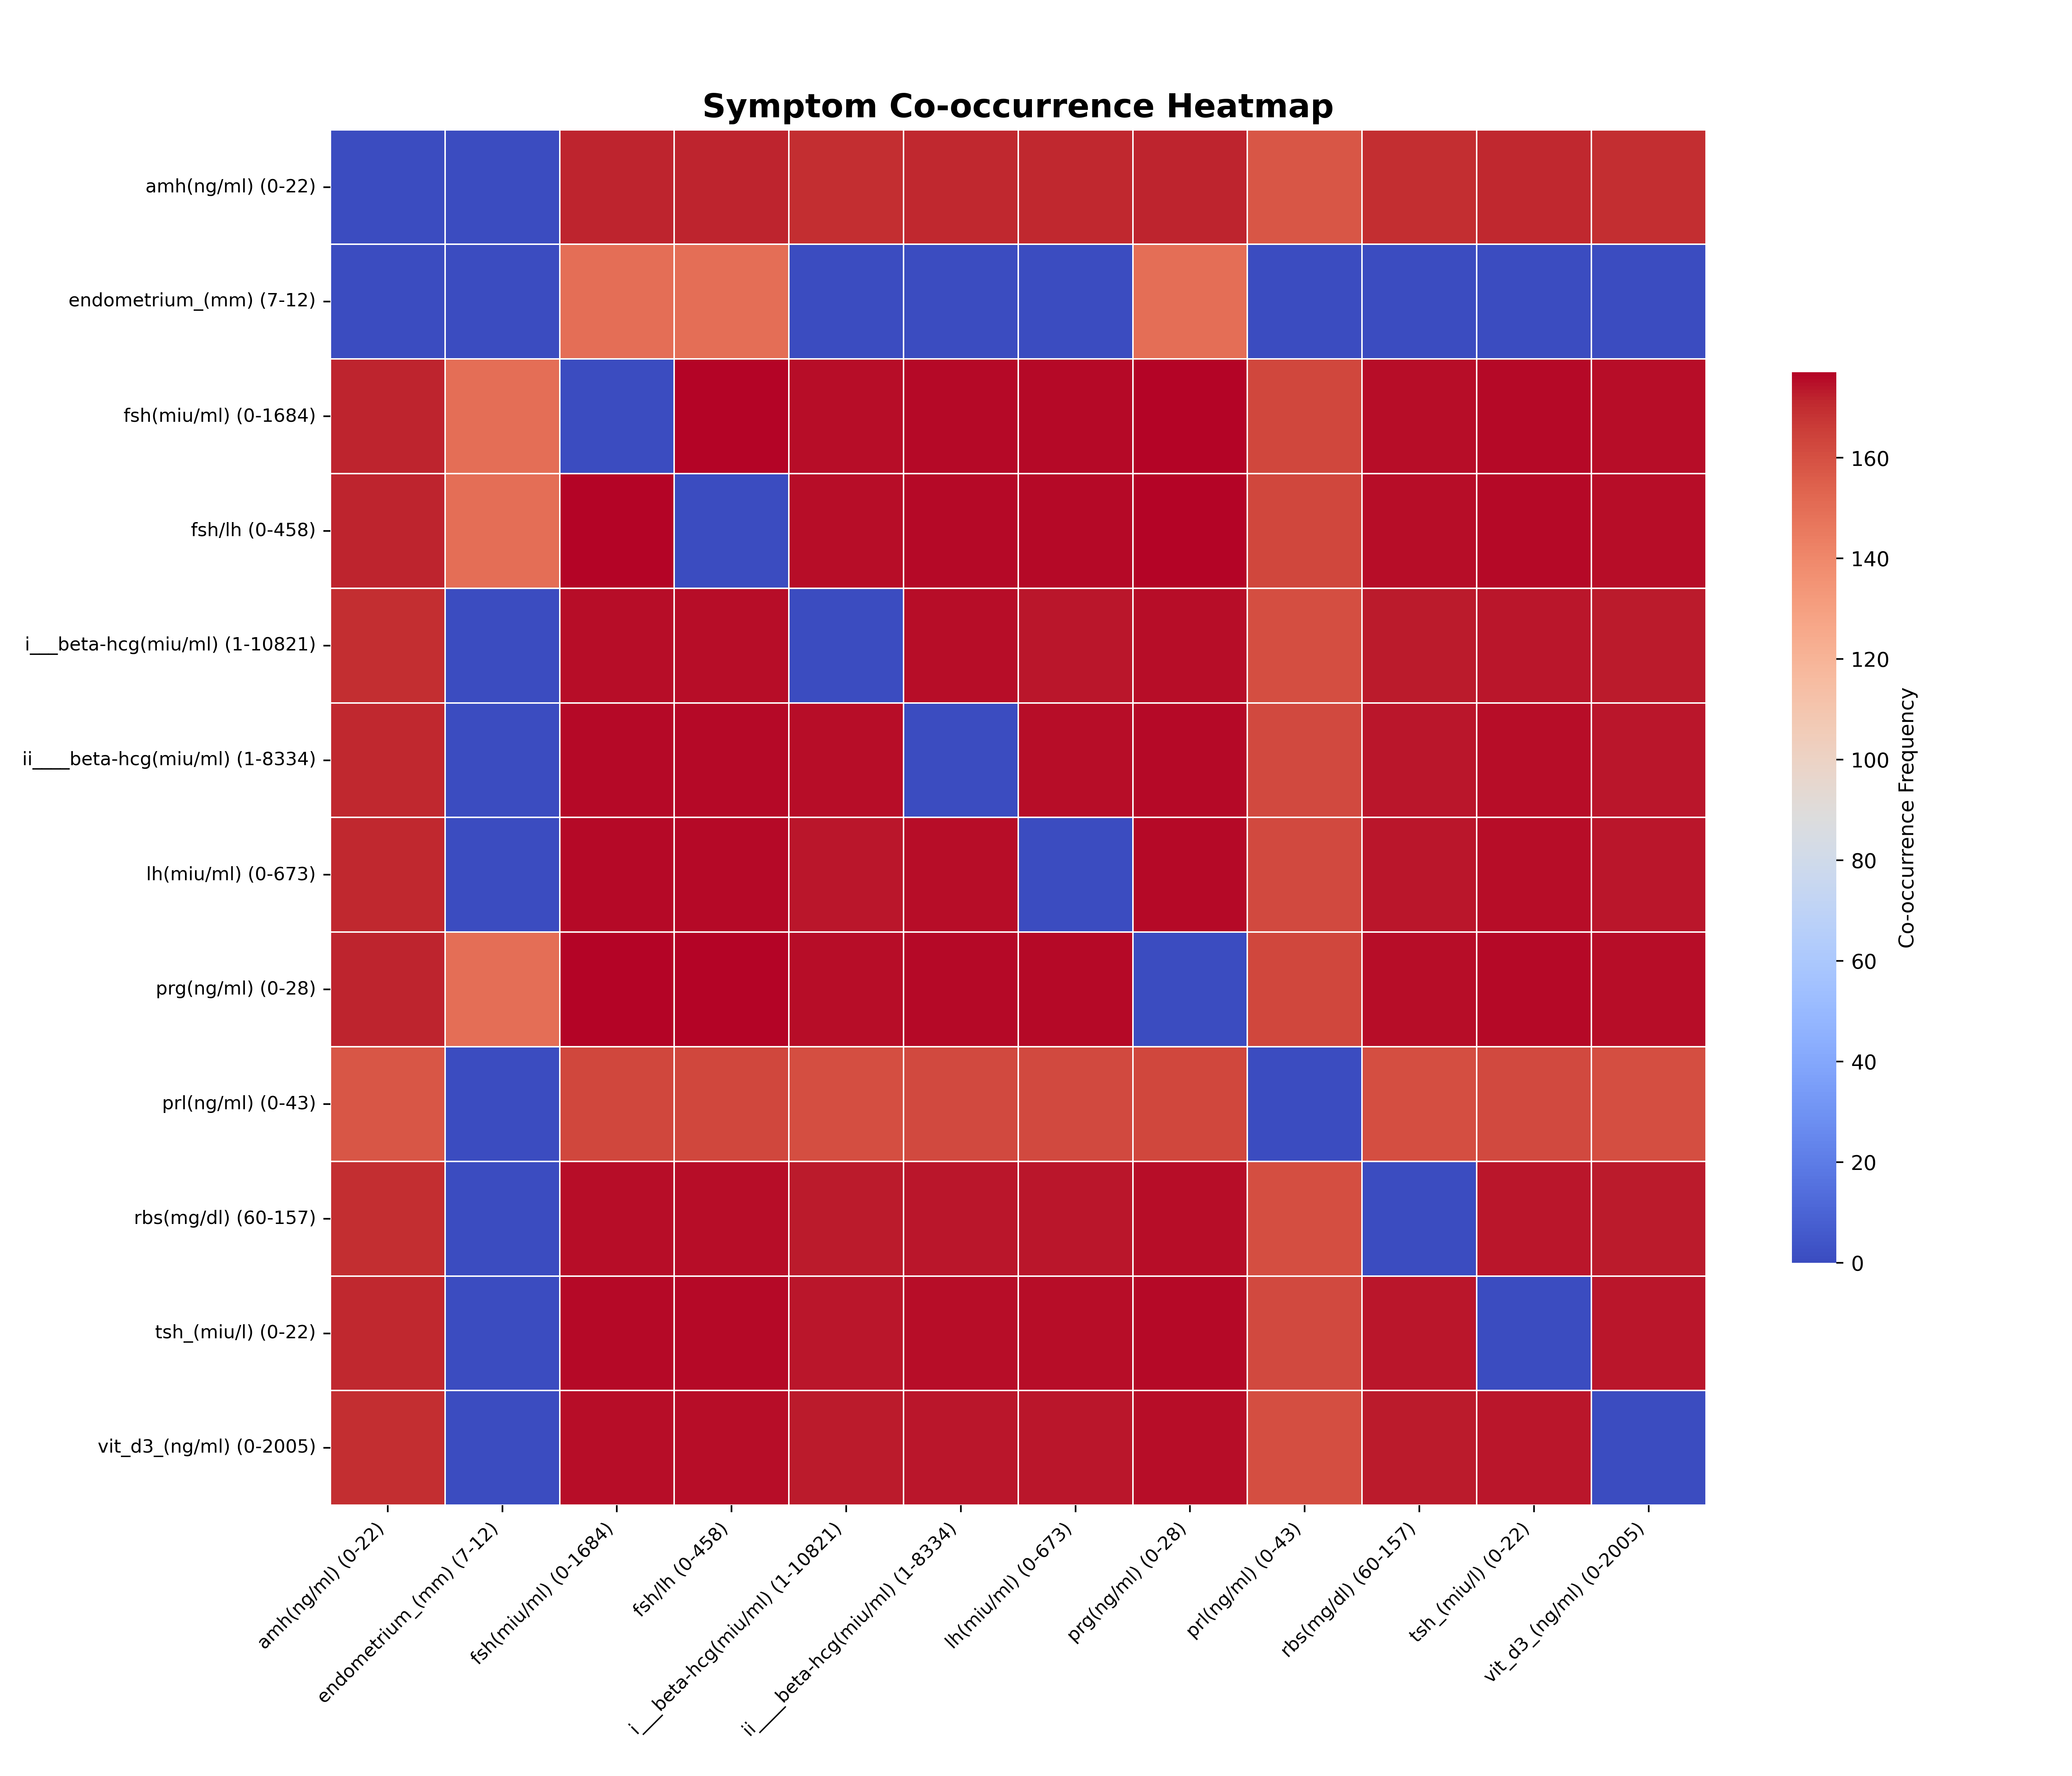 Symptom Co-occurrence Heatmap
amh(ng/ml) (0-22)
endometrium_(mm) (7-12)
fsh(miu/ml) (0-1684)
fsh/lh (0-458)
i___beta-hcg(miu/ml) (1-10821)
ii____beta-hcg(miu/ml) (1-8334)
lh(miu/ml) (0-673)
prg(ng/ml) (0-28)
prl(ng/ml) (0-43)
rbs(mg/dl) (60-157)
tsh_(miu/l) (0-22)
vit_d3_(ng/ml) (0-2005)
amh(ng/ml) (0-22)
endometrium_(mm) (7-12)
fsh(miu/ml) (0-1684)
fsh/lh (0-458)
i___beta-hcg(miu/ml) (1-10821)
ii____beta-hcg(miu/ml) (1-8334)
lh(miu/ml) (0-673)
prg(ng/ml) (0-28)
prl(ng/ml) (0-43)
rbs(mg/dl) (60-157)
tsh_(miu/l) (0-22)
vit_d3_(ng/ml) (0-2005)
160
140
120
100
80
60
40
20
0
Co-occurrence Frequency